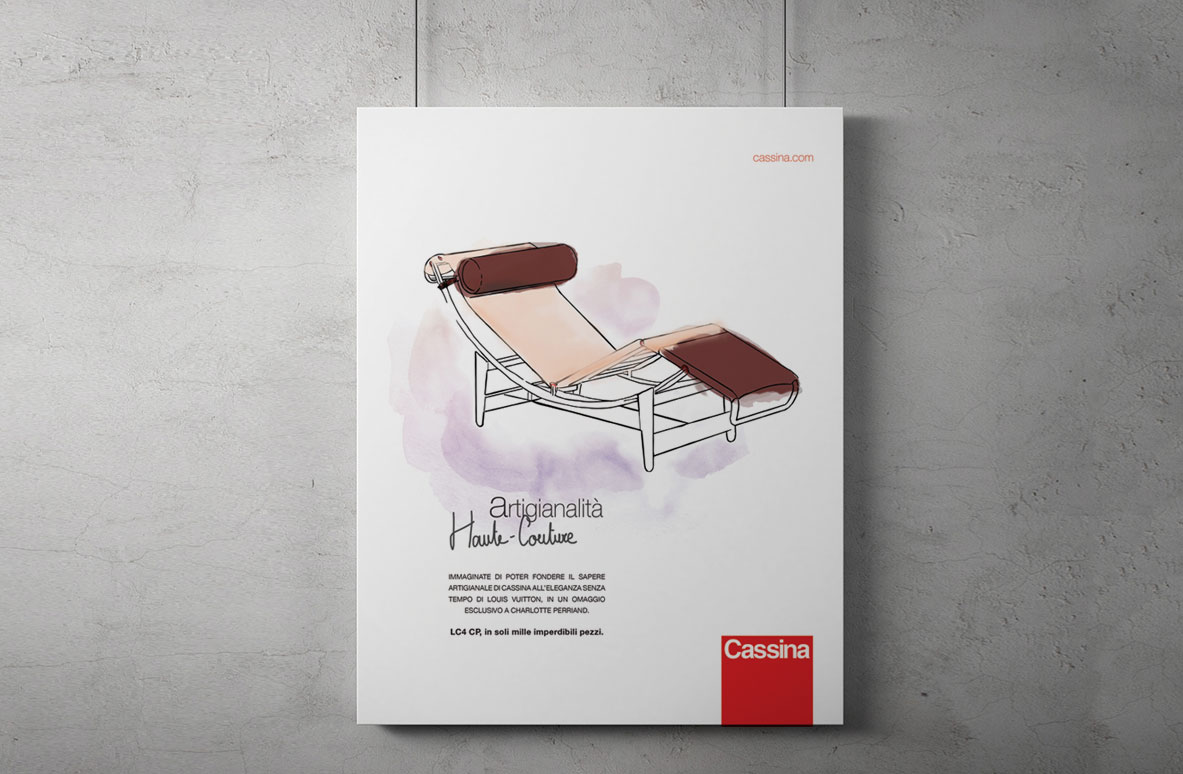 cassina.com
artigianalità
Haute-Couture
IMMAGINATE DI POTER FONDERE IL SAPERE
ARTIGIANALE DI CASSINA ALL'ELEGANZA SENZA
TEMPO DI LOUIS VUITTON, IN UN OMAGGIO
ESCLUSIVO A CHARLOTTE PERRIAND.
LC4 CP, in soli mille imperdibili pezzi.
Cassina